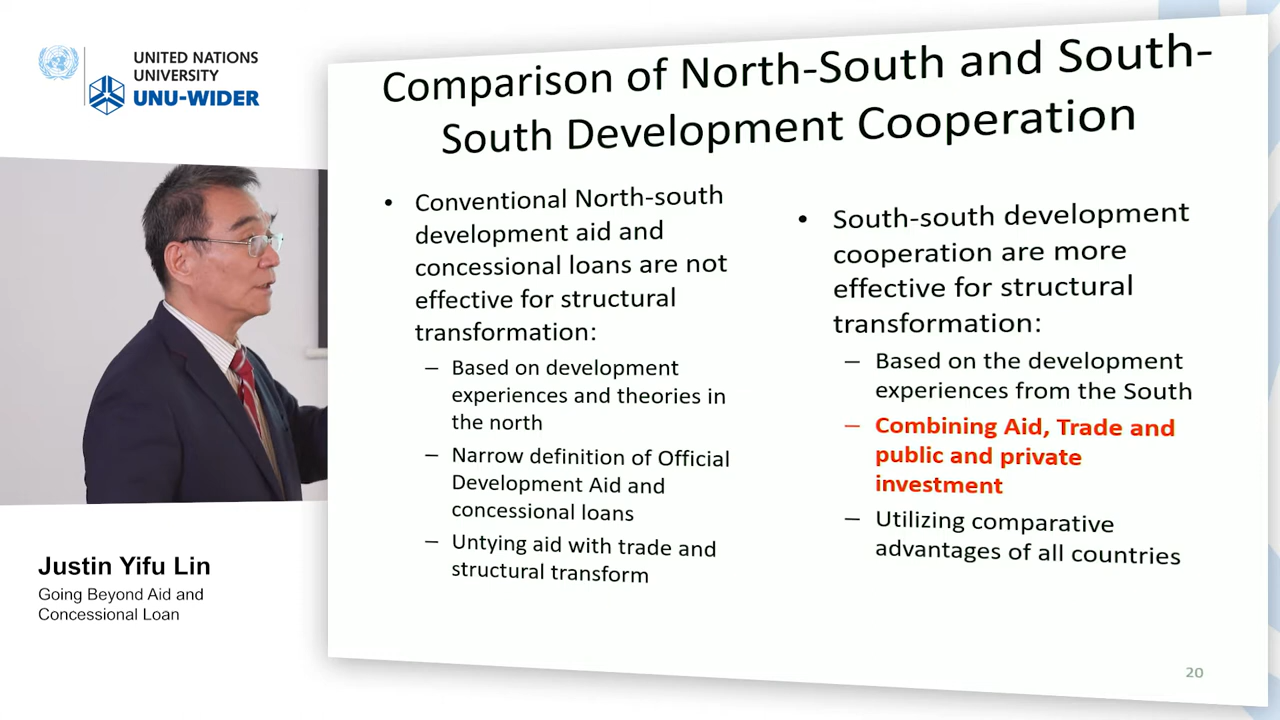 UNITED NATIONS
UNIVERSITY
UNU-WIDER
Comparison of North-South and South-
South Development Cooperation
• Conventional North-south
development aid and
concessional loans are not
effective for structural
transformation:
– Based on development
experiences and theories in
the north
– Narrow definition of Official
Development Aid and
concessional loans
– Untying aid with trade and
structural transform
• South-south development
cooperation are more
effective for structural
transformation:
– Based on the development
experiences from the South
– Combining Aid, Trade and
public and private
investment
– Utilizing comparative
advantages of all countries
Justin Yifu Lin
Going Beyond Aid and
Concessional Loan
20